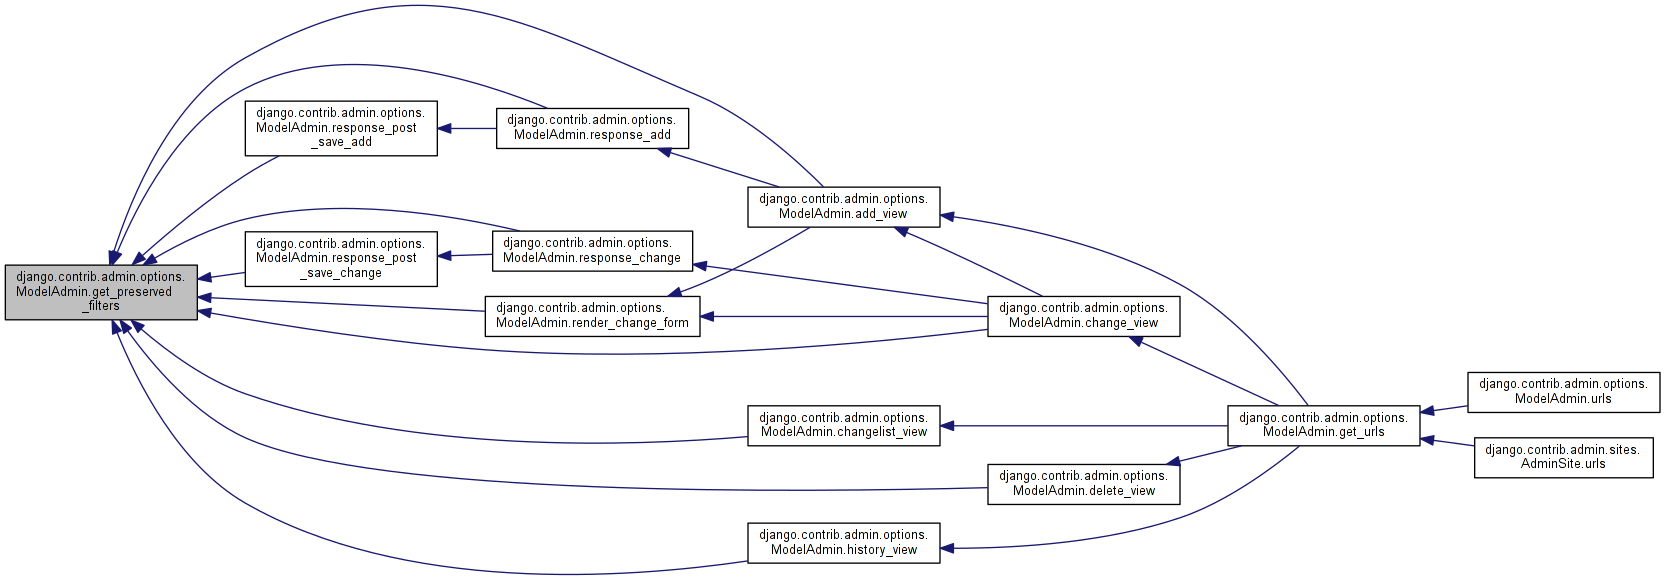 django.contrib.admin.options.
ModelAdmin.get_preserved
_filters
django.contrib.admin.options.
ModelAdmin.response_post
_save_add
django.contrib.admin.options.
ModelAdmin.response_post
_save_change
django.contrib.admin.options.
ModelAdmin.response_add
django.contrib.admin.options.
ModelAdmin.response_change
django.contrib.admin.options.
ModelAdmin.render_change_form
django.contrib.admin.options.
ModelAdmin.add_view
django.contrib.admin.options.
ModelAdmin.changelist_view
django.contrib.admin.options.
ModelAdmin.history_view
django.contrib.admin.options.
ModelAdmin.change_view
django.contrib.admin.options.
ModelAdmin.delete_view
django.contrib.admin.options.
ModelAdmin.get_urls
django.contrib.admin.options.
ModelAdmin.urls
django.contrib.admin.sites.
AdminSite.urls